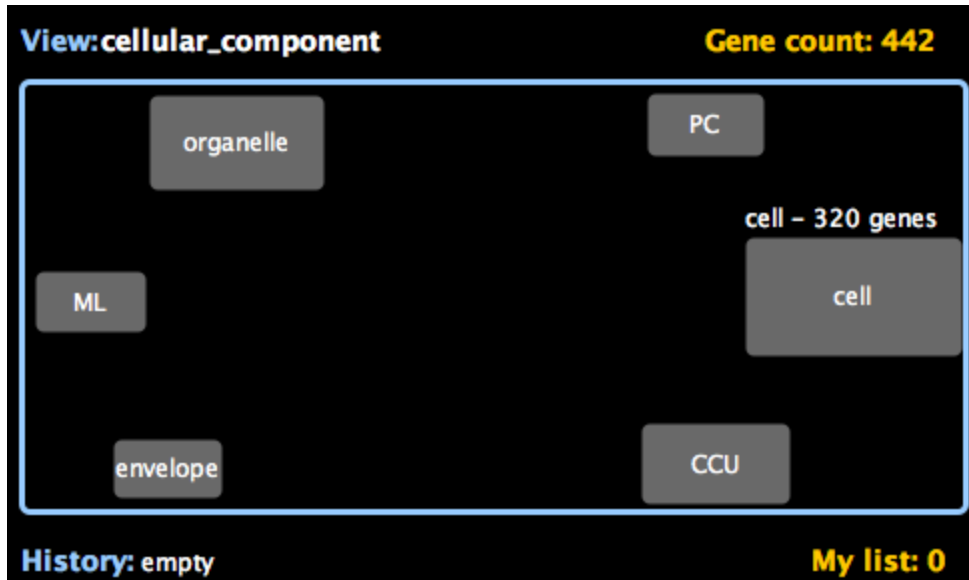 View:cellular_component
Gene count: 442
organelle
PC
cell – 320 genes
ML
cell
envelope
CCU
History: empty
My list: 0